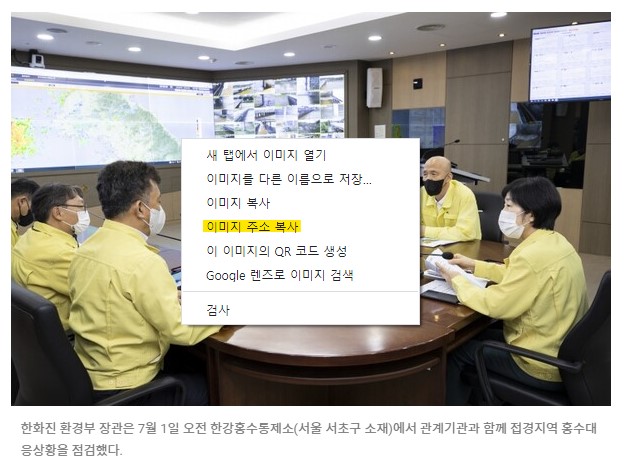 새 탭에서 이미지 열기
이미지를 다른 이름으로 저장...
이미지 복사
이미지 주소 복사
이 이미지의 QR 코드 생성
Google 렌즈로 이미지 검색
검사
한화진 환경부 장관은 7월 1일 오전 한강홍수통제소(서울 서초구 소재)에서 관계기관과 함께 접경지역 홍수대
응상황을 점검했다.